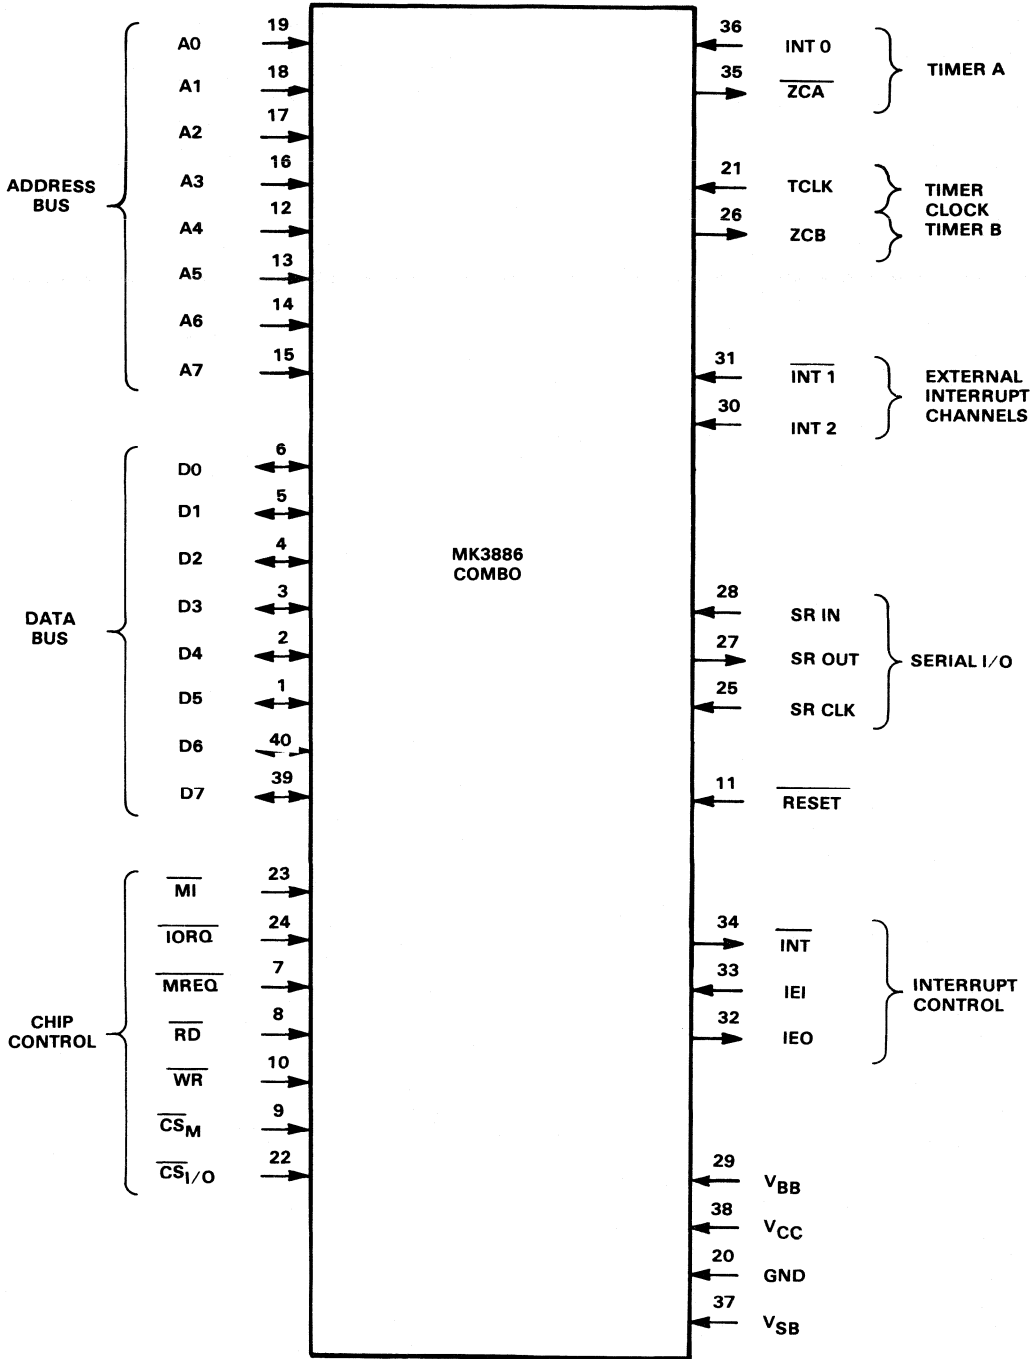 ADDRESS
BUS
A0 19
A1 18
A2 17
A3 16
A4 12
A5 13
A6 14
A7 15
DATA
BUS
D0 6
D1 5
D2 4
D3 3
D4 2
D5 1
D6 40
D7 39
CHIP
CONTROL
MI 23
IORQ 24
MREQ 7
RD 8
WR 10
CSM 9
CSI/O 22
MK3886
COMBO
36 INT 0
35 ZCA
TIMER A
21 TCLK
TIMER
CLOCK
26 ZCB
TIMER B
31 INT 1
30 INT 2
EXTERNAL
INTERRUPT
CHANNELS
28 SR IN
27 SR OUT
25 SR CLK
SERIAL I/O
11 RESET
34 INT
33 IEI
32 IEO
INTERRUPT
CONTROL
29 VBB
38 VCC
20 GND
37 VSB